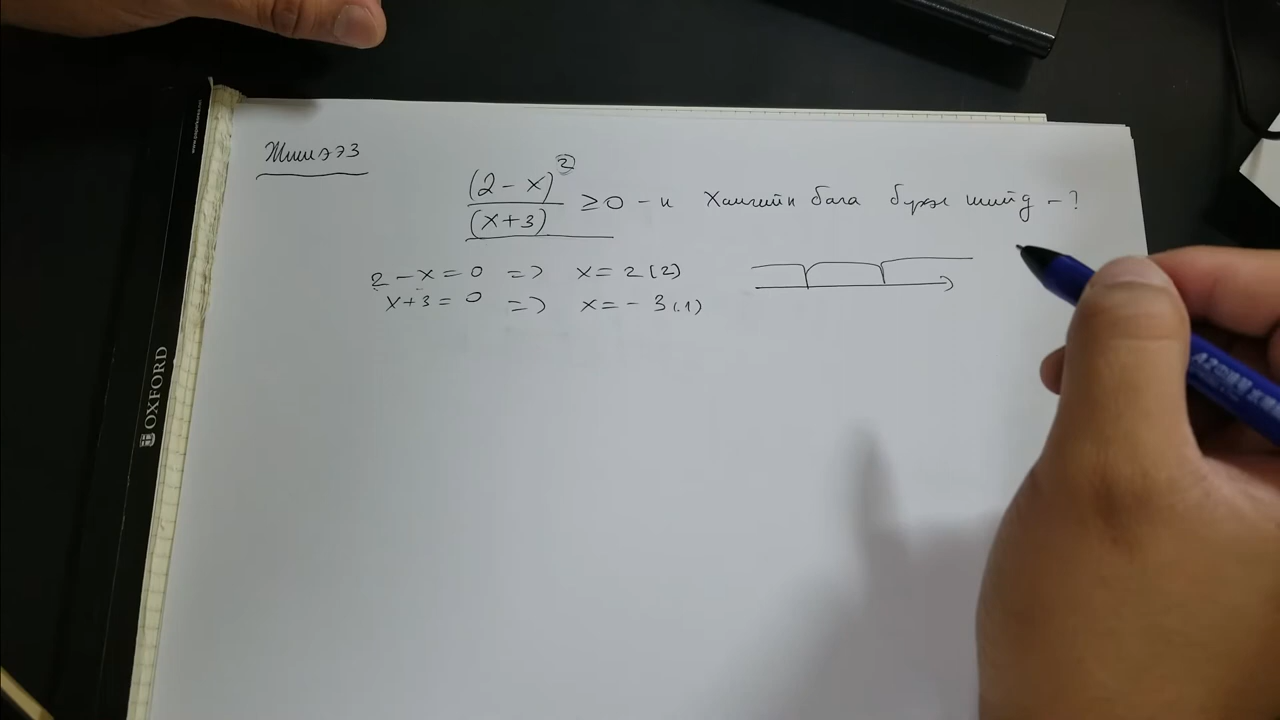 Жишээ3
(2-x)²/(x+3) ≥0 - н Хамгийн бага бүхэл шийд - ?
2-x=0 => x=2(2)
x+3=0 => x=-3(1)
OXFORD